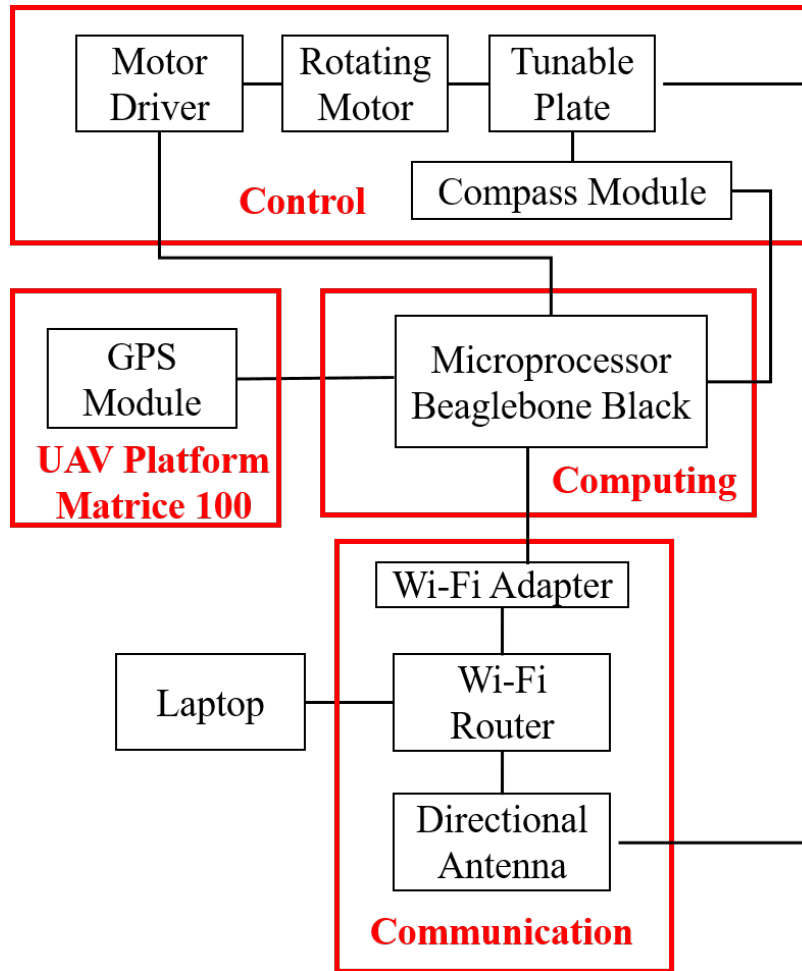 Motor
Driver
Rotating
Motor
Tunable
Plate
Compass Module
Control
GPS
Module
UAV Platform
Matrice 100
Microprocessor
Beaglebone Black
Computing
Wi-Fi Adapter
Laptop
Wi-Fi
Router
Directional
Antenna
Communication